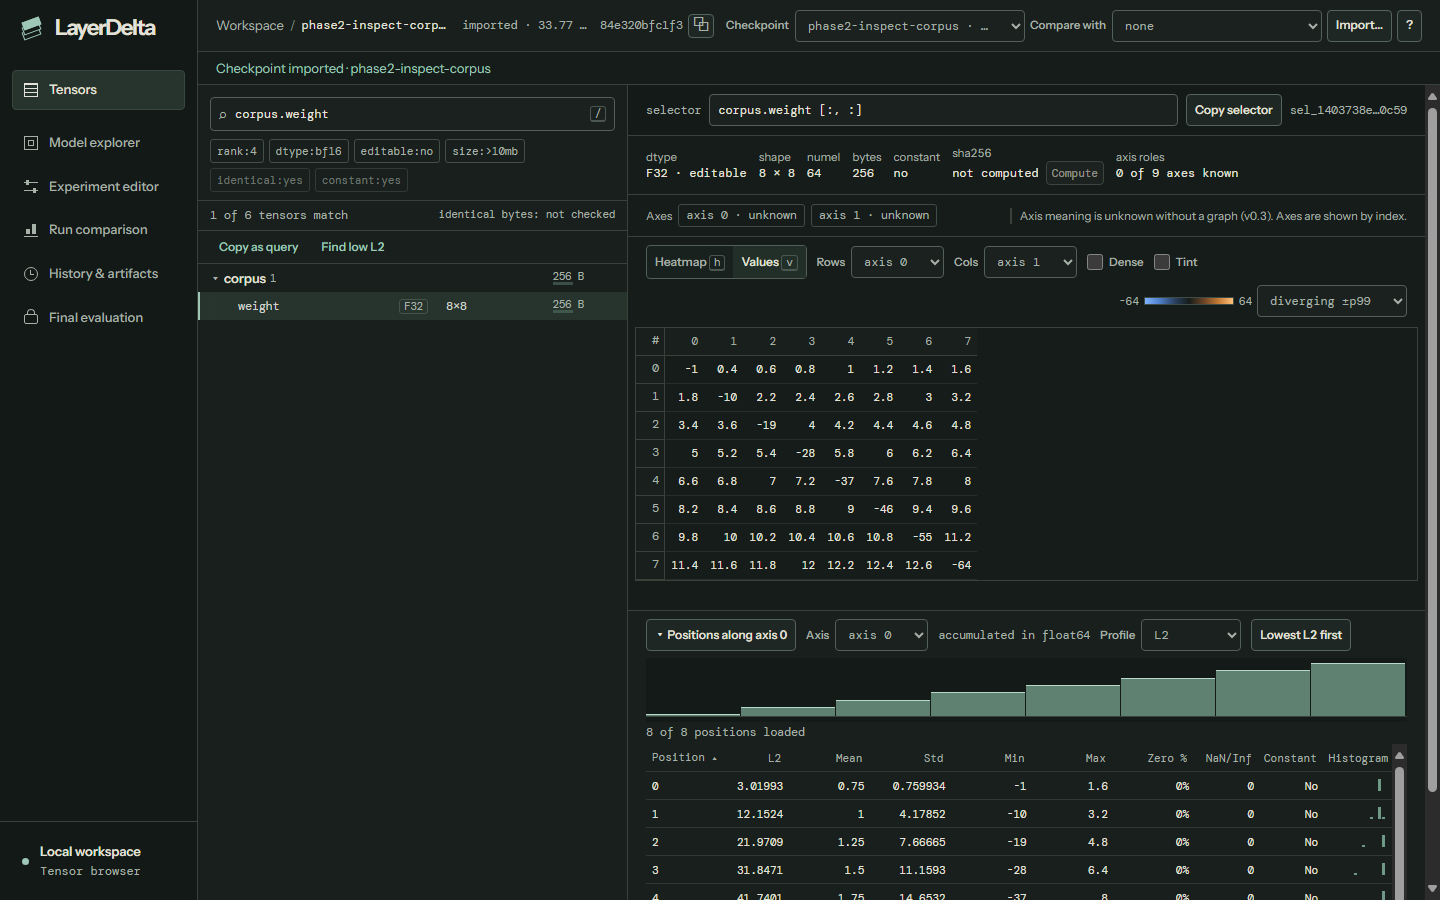 LayerDelta
Workspace / phase2-inspect-corp… imported · 33.77 … 84e320bfc1f3 Checkpoint phase2-inspect-corpus · … Compare with none Import… ?
Checkpoint imported · phase2-inspect-corpus
Tensors
Model explorer
Experiment editor
Run comparison
History & artifacts
Final evaluation
Local workspace
Tensor browser
corpus.weight /
rank:4 dtype:bf16 editable:no size:>10mb
identical:yes constant:yes
1 of 6 tensors match identical bytes: not checked
Copy as query Find low L2
corpus 1 256 B
weight F32 8×8 256 B
selector corpus.weight [:, :] Copy selector sel_1403738e…0c59
dtype shape numel bytes constant sha256 axis roles
F32 · editable 8 × 8 64 256 no not computed Compute 0 of 9 axes known
Axes axis 0 · unknown axis 1 · unknown Axis meaning is unknown without a graph (v0.3). Axes are shown by index.
Heatmap h Values v Rows axis 0 Cols axis 1 Dense Tint
-64 64 diverging ±p99
# 0 1 2 3 4 5 6 7
0 -1 0.4 0.6 0.8 1 1.2 1.4 1.6
1 1.8 -10 2.2 2.4 2.6 2.8 3 3.2
2 3.4 3.6 -19 4 4.2 4.4 4.6 4.8
3 5 5.2 5.4 -28 5.8 6 6.2 6.4
4 6.6 6.8 7 7.2 -37 7.6 7.8 8
5 8.2 8.4 8.6 8.8 9 -46 9.4 9.6
6 9.8 10 10.2 10.4 10.6 10.8 -55 11.2
7 11.4 11.6 11.8 12 12.2 12.4 12.6 -64
Positions along axis 0 Axis axis 0 accumulated in float64 Profile L2 Lowest L2 first
8 of 8 positions loaded
Position L2 Mean Std Min Max Zero % NaN/Inf Constant Histogram
0 3.01993 0.75 0.759934 -1 1.6 0% 0 No
1 12.1524 1 4.17852 -10 3.2 0% 0 No
2 21.9709 1.25 7.66665 -19 4.8 0% 0 No
3 31.8471 1.5 11.1593 -28 6.4 0% 0 No
4 41.7401 1.75 14.6532 -37 8 0% 0 No